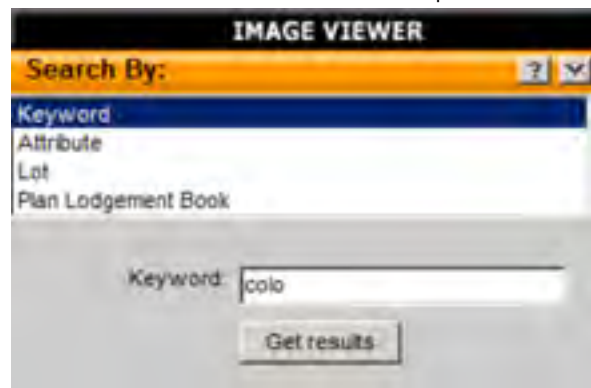 IMAGE VIEWER
Search By:
?
Keyword
Attribute
Lot
Plan Lodgement Book
Keyword: colo
Get results